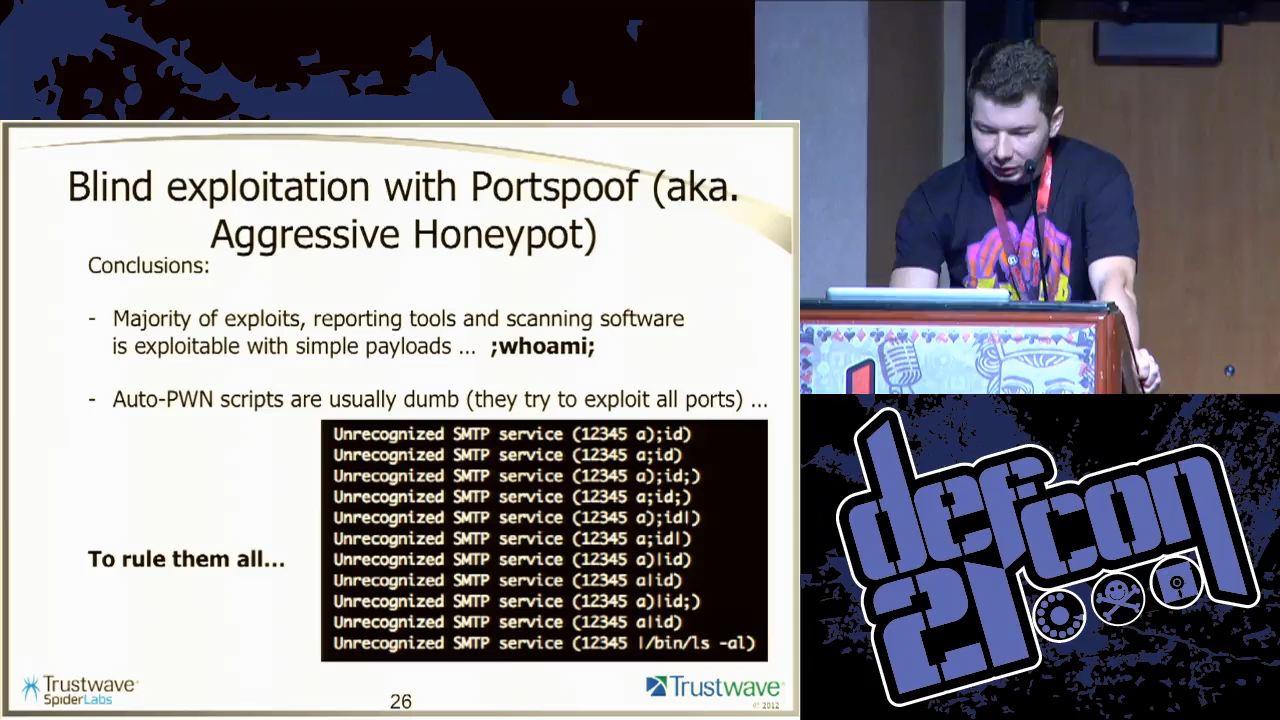 Blind exploitation with Portspoof (aka.
Aggressive Honeypot)
Conclusions:
- Majority of exploits, reporting tools and scanning software
is exploitable with simple payloads ... ;whoami;
- Auto-PWN scripts are usually dumb (they try to exploit all ports) ...
Unrecognized SMTP service (12345 a);id)
Unrecognized SMTP service (12345 a;id)
Unrecognized SMTP service (12345 a);id;)
Unrecognized SMTP service (12345 a;id;)
Unrecognized SMTP service (12345 a);id|)
Unrecognized SMTP service (12345 a;id|)
Unrecognized SMTP service (12345 a)|id)
Unrecognized SMTP service (12345 a|id)
Unrecognized SMTP service (12345 a)|id;)
Unrecognized SMTP service (12345 a|id)
Unrecognized SMTP service (12345 |/bin/ls -al)
To rule them all...
Trustwave®
SpiderLabs
26
Trustwave®
© 2012
defcon
21